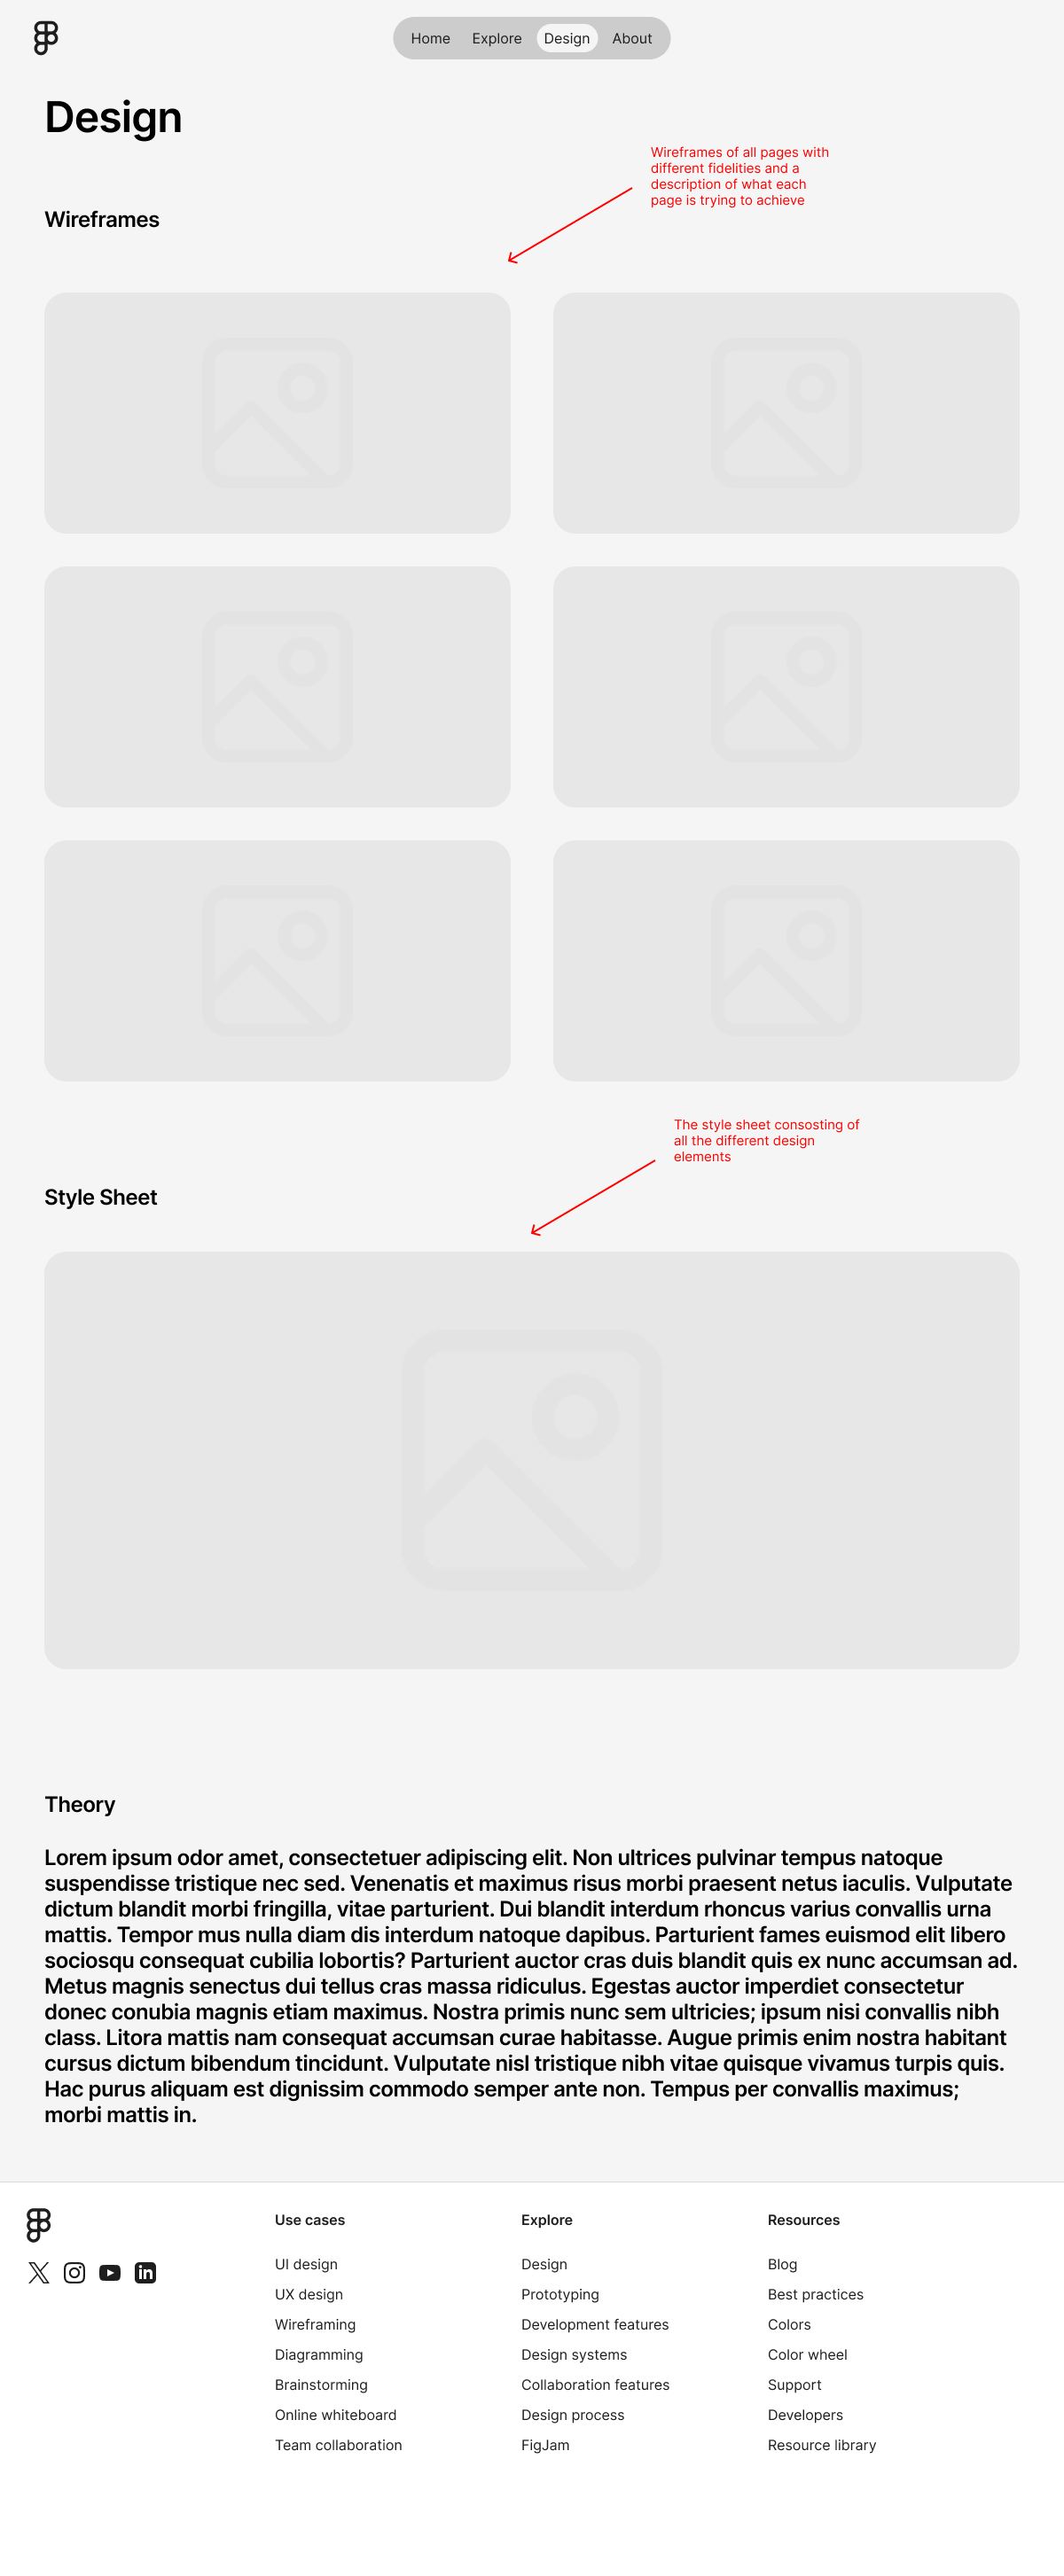 Home Explore Design About
Design
Wireframes of all pages with
different fidelities and a
description of what each
page is trying to achieve
Wireframes
The style sheet consosting of
all the different design
elements
Style Sheet
Theory
Lorem ipsum odor amet, consectetuer adipiscing elit. Non ultrices pulvinar tempus natoque
suspendisse tristique nec sed. Venenatis et maximus risus morbi praesent netus iaculis. Vulputate
dictum blandit morbi fringilla, vitae parturient. Dui blandit interdum rhoncus varius convallis urna
mattis. Tempor mus nulla diam dis interdum natoque dapibus. Parturient fames euismod elit libero
sociosqu consequat cubilia lobortis? Parturient auctor cras duis blandit quis ex nunc accumsan ad.
Metus magnis senectus dui tellus cras massa ridiculus. Egestas auctor imperdiet consectetur
donec conubia magnis etiam maximus. Nostra primis nunc sem ultricies; ipsum nisi convallis nibh
class. Litora mattis nam consequat accumsan curae habitasse. Augue primis enim nostra habitant
cursus dictum bibendum tincidunt. Vulputate nisl tristique nibh vitae quisque vivamus turpis quis.
Hac purus aliquam est dignissim commodo semper ante non. Tempus per convallis maximus;
morbi mattis in.
Use cases
UI design
UX design
Wireframing
Diagramming
Brainstorming
Online whiteboard
Team collaboration
Explore
Design
Prototyping
Development features
Design systems
Collaboration features
Design process
FigJam
Resources
Blog
Best practices
Colors
Color wheel
Support
Developers
Resource library